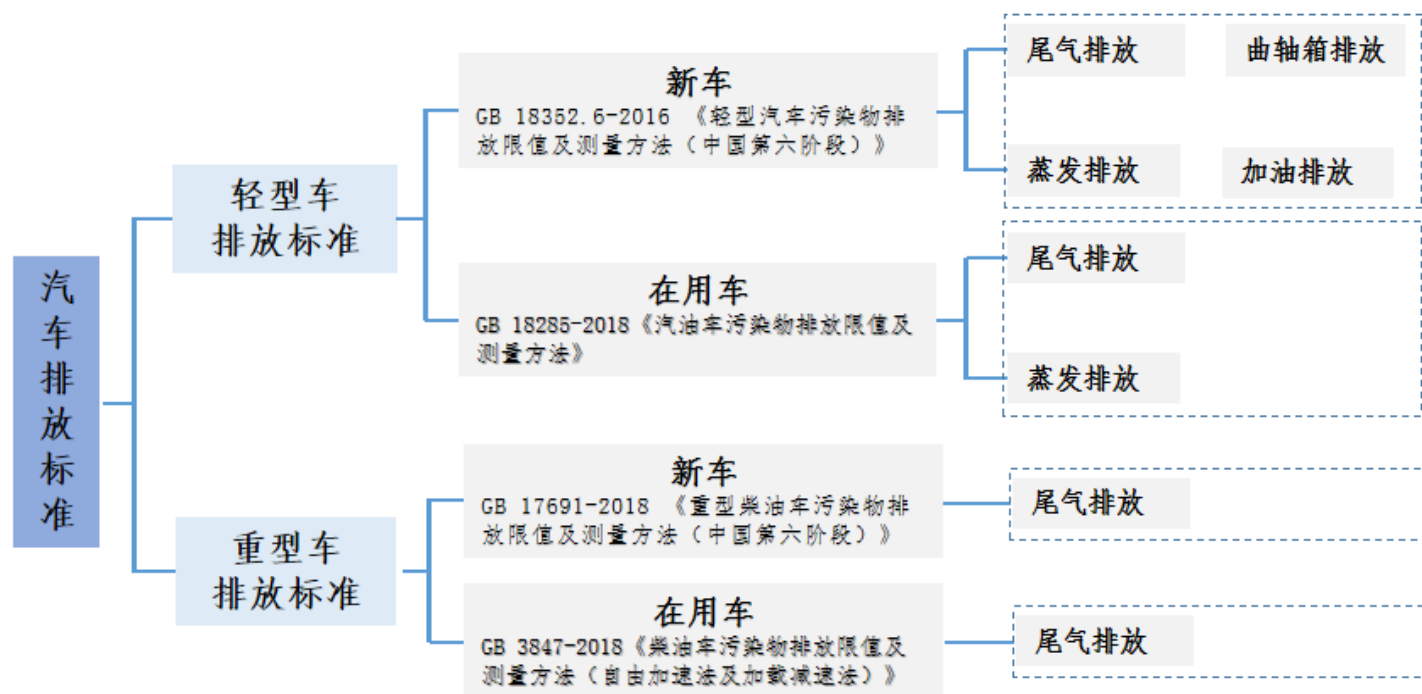 汽车排放标准
轻型车
排放标准
新车
GB 18352.6-2016 《轻型汽车污染物排
放限值及测量方法（中国第六阶段）》
尾气排放
曲轴箱排放
蒸发排放
加油排放
在用车
GB 18285-2018《汽油车污染物排放限值及
测量方法》
尾气排放
蒸发排放
重型车
排放标准
新车
GB 17691-2018 《重型柴油车污染物排
放限值及测量方法（中国第六阶段）》
尾气排放
在用车
GB 3847-2018《柴油车污染物排放限值及
测量方法（自由加速法及加载减速法）》
尾气排放